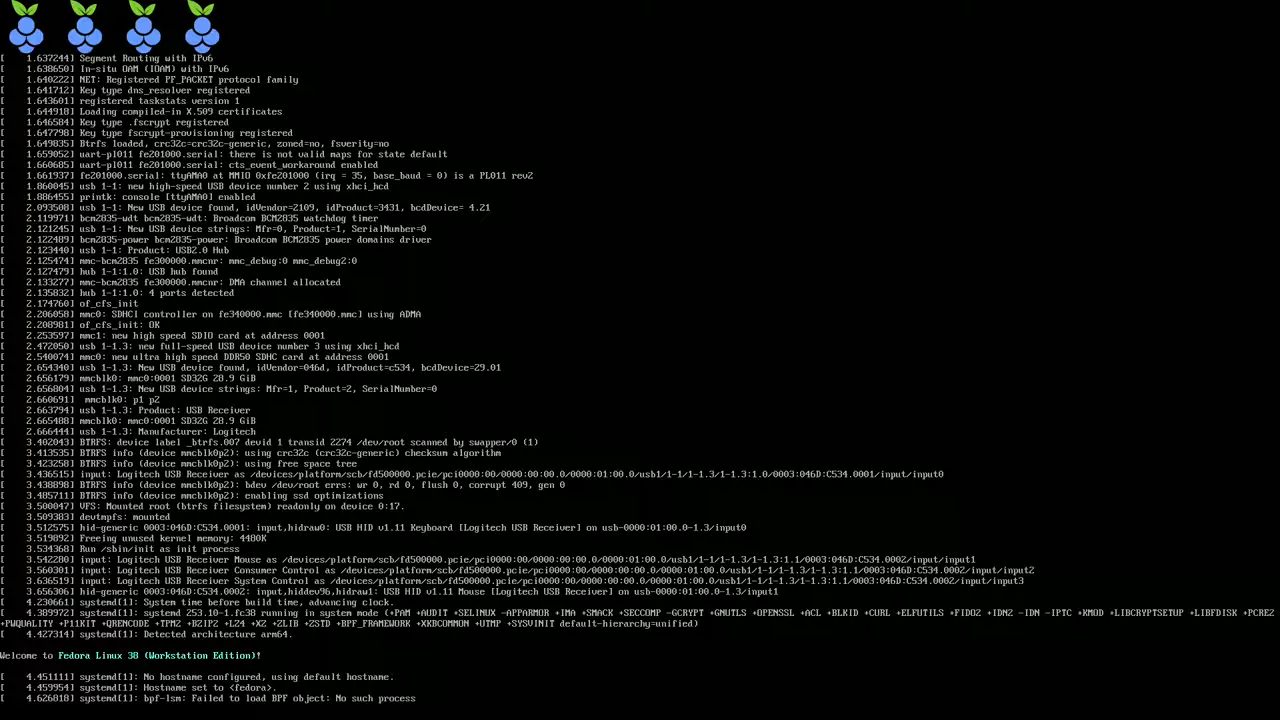 [    1.637244] Segment Routing with IPv6
[    1.638650] In-situ OAM (IOAM) with IPv6
[    1.640222] NET: Registered PF_PACKET protocol family
[    1.641712] Key type dns_resolver registered
[    1.643601] registered taskstats version 1
[    1.644918] Loading compiled-in X.509 certificates
[    1.646584] Key type .fscrypt registered
[    1.647798] Key type fscrypt-provisioning registered
[    1.649835] Btrfs loaded, crc32c=crc32c-generic, zoned=no, fsverity=no
[    1.659052] uart-pl011 fe201000.serial: there is not valid maps for state default
[    1.660685] uart-pl011 fe201000.serial: cts_event_workaround enabled
[    1.661937] fe201000.serial: ttyAMA0 at MMIO 0xfe201000 (irq = 35, base_baud = 0) is a PL011 rev2
[    1.860045] usb 1-1: new high-speed USB device number 2 using xhci_hcd
[    1.886455] printk: console [ttyAMA0] enabled
[    2.093508] usb 1-1: New USB device found, idVendor=2109, idProduct=3431, bcdDevice= 4.21
[    2.119971] bcm2835-wdt bcm2835-wdt: Broadcom BCM2835 watchdog timer
[    2.121245] usb 1-1: New USB device strings: Mfr=0, Product=1, SerialNumber=0
[    2.122489] bcm2835-power bcm2835-power: Broadcom BCM2835 power domains driver
[    2.123440] usb 1-1: Product: USB2.0 Hub
[    2.125474] mmc-bcm2835 fe300000.mmcnr: mmc_debug:0 mmc_debug2:0
[    2.127479] hub 1-1:1.0: USB hub found
[    2.133277] mmc-bcm2835 fe300000.mmcnr: DMA channel allocated
[    2.135832] hub 1-1:1.0: 4 ports detected
[    2.174760] of_cfs_init
[    2.206058] mmc0: SDHCI controller on fe340000.mmc [fe340000.mmc] using ADMA
[    2.208981] of_cfs_init: OK
[    2.253597] mmc1: new high speed SDIO card at address 0001
[    2.472050] usb 1-1.3: new full-speed USB device number 3 using xhci_hcd
[    2.540074] mmc0: new ultra high speed DDR50 SDHC card at address 0001
[    2.654340] usb 1-1.3: New USB device found, idVendor=046d, idProduct=c534, bcdDevice=29.01
[    2.656179] mmcblk0: mmc0:0001 SD32G 28.9 GiB
[    2.656804] usb 1-1.3: New USB device strings: Mfr=1, Product=2, SerialNumber=0
[    2.660691]  mmcblk0: p1 p2
[    2.663794] usb 1-1.3: Product: USB Receiver
[    2.665488] mmcblk0: mmc0:0001 SD32G 28.9 GiB
[    2.666444] usb 1-1.3: Manufacturer: Logitech
[    3.402043] BTRFS: device label _btrfs.007 devid 1 transid 2274 /dev/root scanned by swapper/0 (1)
[    3.413535] BTRFS info (device mmcblk0p2): using crc32c (crc32c-generic) checksum algorithm
[    3.423258] BTRFS info (device mmcblk0p2): using free space tree
[    3.436515] input: Logitech USB Receiver as /devices/platform/scb/fd500000.pcie/pci0000:00/0000:00:00.0/0000:01:00.0/usb1/1-1/1-1.3/1-1.3:1.0/0003:046D:C534.0001/input/input0
[    3.438898] BTRFS info (device mmcblk0p2): bdev /dev/root errs: wr 0, rd 0, flush 0, corrupt 409, gen 0
[    3.485711] BTRFS info (device mmcblk0p2): enabling ssd optimizations
[    3.500047] VFS: Mounted root (btrfs filesystem) readonly on device 0:17.
[    3.509383] devtmpfs: mounted
[    3.512575] hid-generic 0003:046D:C534.0001: input,hidraw0: USB HID v1.11 Keyboard [Logitech USB Receiver] on usb-0000:01:00.0-1.3/input0
[    3.519892] Freeing unused kernel memory: 4480K
[    3.534368] Run /sbin/init as init process
[    3.542280] input: Logitech USB Receiver Mouse as /devices/platform/scb/fd500000.pcie/pci0000:00/0000:00:00.0/0000:01:00.0/usb1/1-1/1-1.3/1-1.3:1.1/0003:046D:C534.0002/input/input1
[    3.560301] input: Logitech USB Receiver Consumer Control as /devices/platform/scb/fd500000.pcie/pci0000:00/0000:00:00.0/0000:01:00.0/usb1/1-1/1-1.3/1-1.3:1.1/0003:046D:C534.0002/input/input2
[    3.636519] input: Logitech USB Receiver System Control as /devices/platform/scb/fd500000.pcie/pci0000:00/0000:00:00.0/0000:01:00.0/usb1/1-1/1-1.3/1-1.3:1.1/0003:046D:C534.0002/input/input3
[    3.656306] hid-generic 0003:046D:C534.0002: input,hiddev96,hidraw1: USB HID v1.11 Mouse [Logitech USB Receiver] on usb-0000:01:00.0-1.3/input1
[    4.230661] systemd[1]: System time before build time, advancing clock.
[    4.389972] systemd[1]: systemd 253.10-1.fc38 running in system mode (+PAM +AUDIT +SELINUX -APPARMOR +IMA +SMACK +SECCOMP -GCRYPT +GNUTLS +OPENSSL +ACL +BLKID +CURL +ELFUTILS +FIDO2 +IDN2 -IDN -IPTC +KMOD +LIBCRYPTSETUP +LIBFDISK +PCRE2
+PWQUALITY +P11KIT +QRENCODE +TPM2 +BZIP2 +LZ4 +XZ +ZLIB +ZSTD +BPF_FRAMEWORK +XKBCOMMON +UTMP +SYSVINIT default-hierarchy=unified)
[    4.427314] systemd[1]: Detected architecture arm64.
Welcome to Fedora Linux 38 (Workstation Edition)!
[    4.451111] systemd[1]: No hostname configured, using default hostname.
[    4.459954] systemd[1]: Hostname set to <fedora>.
[    4.626818] systemd[1]: bpf-lsm: Failed to load BPF object: No such process